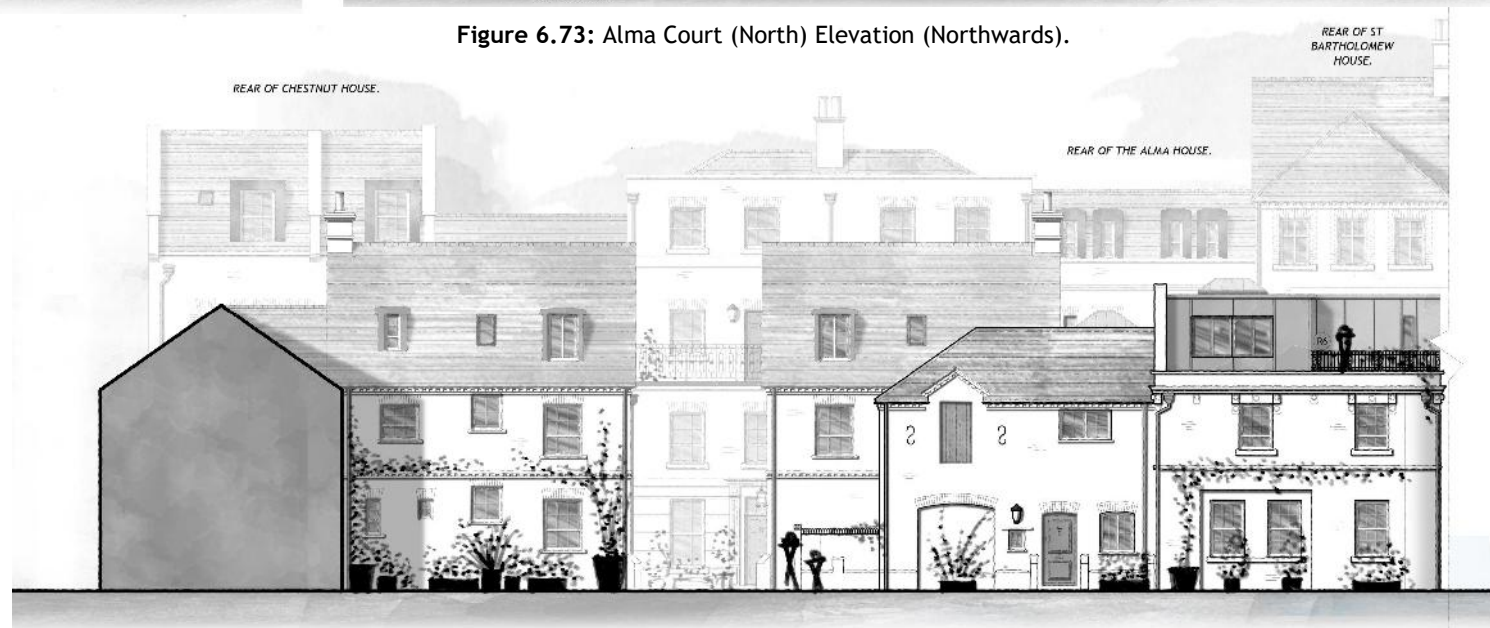 Figure 6.73: Alma Court (North) Elevation (Northwards).
REAR OF ST
BARTHOLOMEW
HOUSE.
REAR OF CHESTNUT HOUSE.
REAR OF THE ALMA HOUSE.